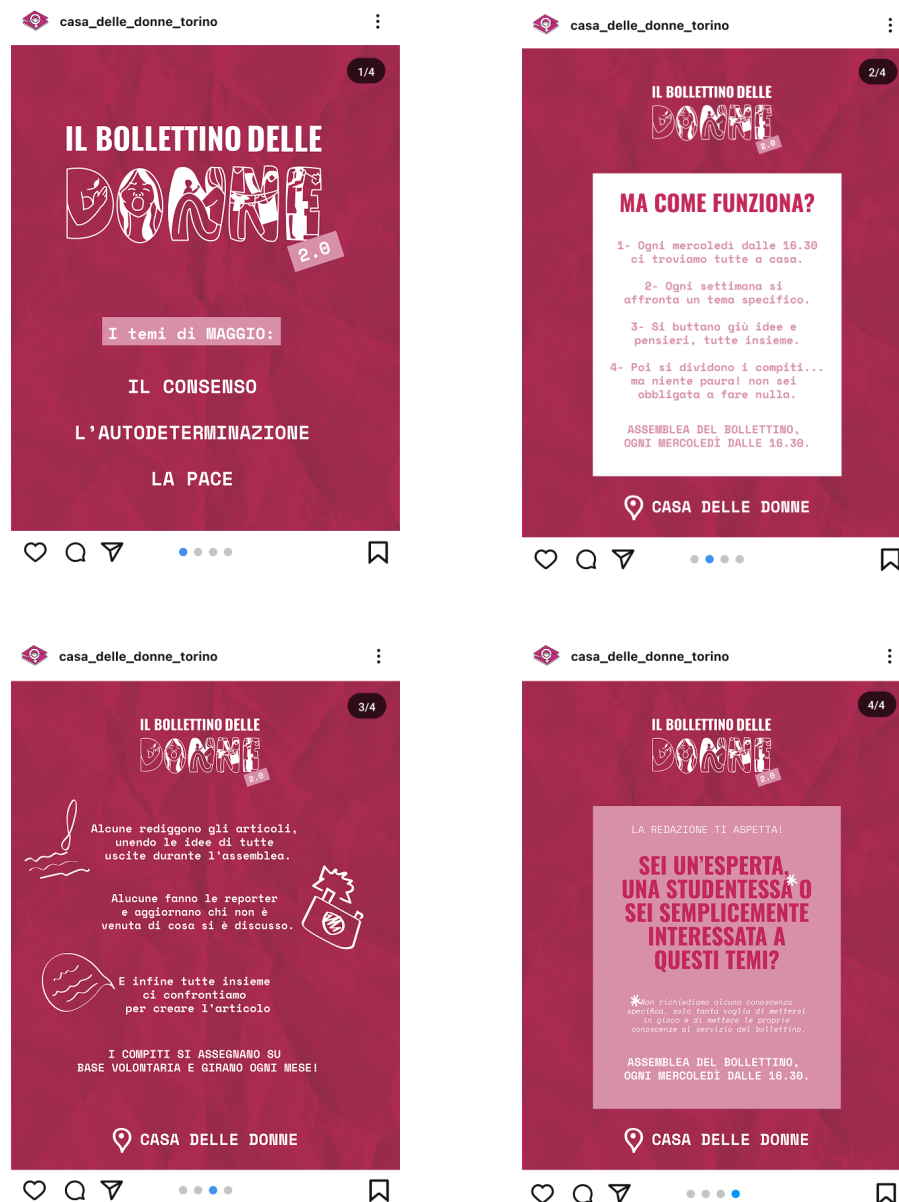 casa_delle_donne_torino
1/4
IL BOLLETTINO DELLE
DONNE
2.0
I temi di MAGGIO:
IL CONSENSO
L'AUTODETERMINAZIONE
LA PACE
casa_delle_donne_torino
2/4
IL BOLLETTINO DELLE
DONNE
2.0
MA COME FUNZIONA?
1- Ogni mercoledì dalle 16.30
ci troviamo tutte a casa.
2- Ogni settimana si
affronta un tema specifico.
3- Si buttano giù idee e
pensieri, tutte insieme.
4- Poi si dividono i compiti...
ma niente paura! non sei
obbligata a fare nulla.
ASSEMBLEA DEL BOLLETTINO,
OGNI MERCOLEDÌ DALLE 16.30.
CASA DELLE DONNE
casa_delle_donne_torino
3/4
IL BOLLETTINO DELLE
DONNE
2.0
Alcune rediggono gli articoli,
unendo le idee di tutte
uscite durante l'assemblea.
Alucune fanno le reporter
e aggiornano chi non è
venuta di cosa si è discusso.
E infine tutte insieme
ci confrontiamo
per creare l'articolo
I COMPITI SI ASSEGNANO SU
BASE VOLONTARIA E GIRANO OGNI MESE!
CASA DELLE DONNE
casa_delle_donne_torino
4/4
IL BOLLETTINO DELLE
DONNE
2.0
LA REDAZIONE TI ASPETTA!
SEI UN'ESPERTA,
UNA STUDENTESSA* O
SEI SEMPLICEMENTE
INTERESSATA A
QUESTI TEMI?
*Non richiediamo alcuna conoscenza
specifica, solo tanta voglia di mettersi
in gioco e di mettere le proprie
conoscenze al servizio del bollettino.
ASSEMBLEA DEL BOLLETTINO,
OGNI MERCOLEDÌ DALLE 16.30.
CASA DELLE DONNE